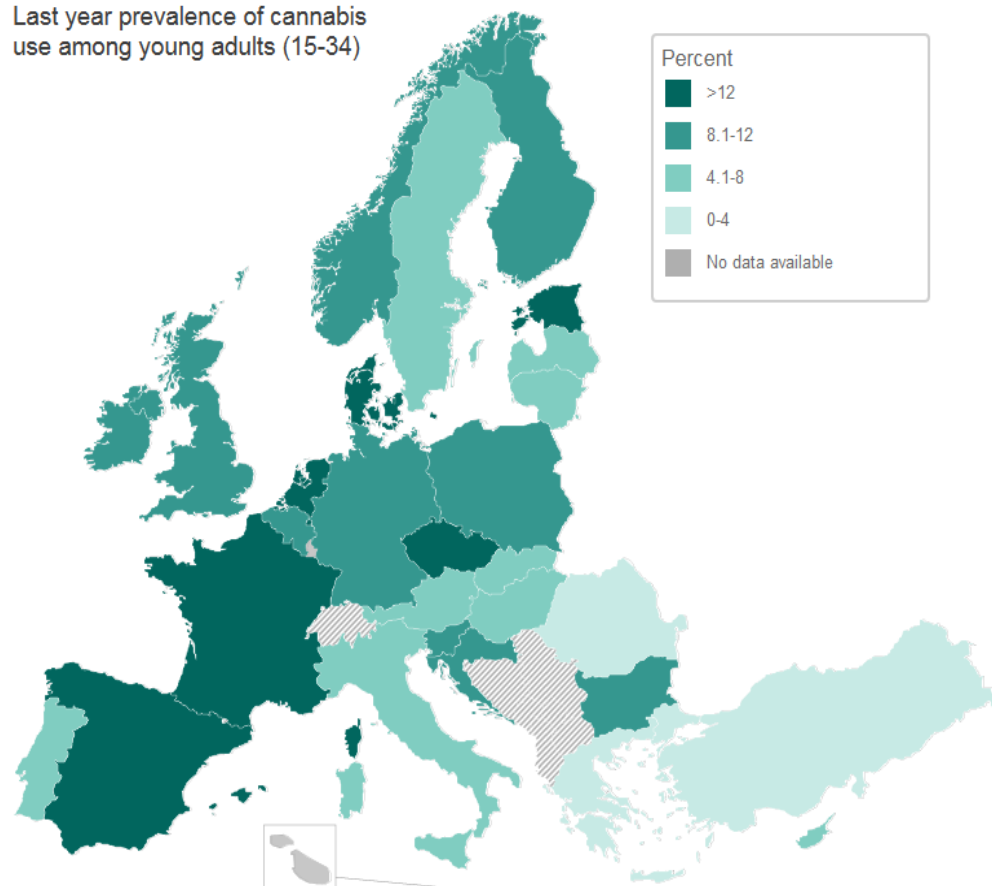 Last year prevalence of cannabis
use among young adults (15-34)
Percent
>12
8.1-12
4.1-8
0-4
No data available